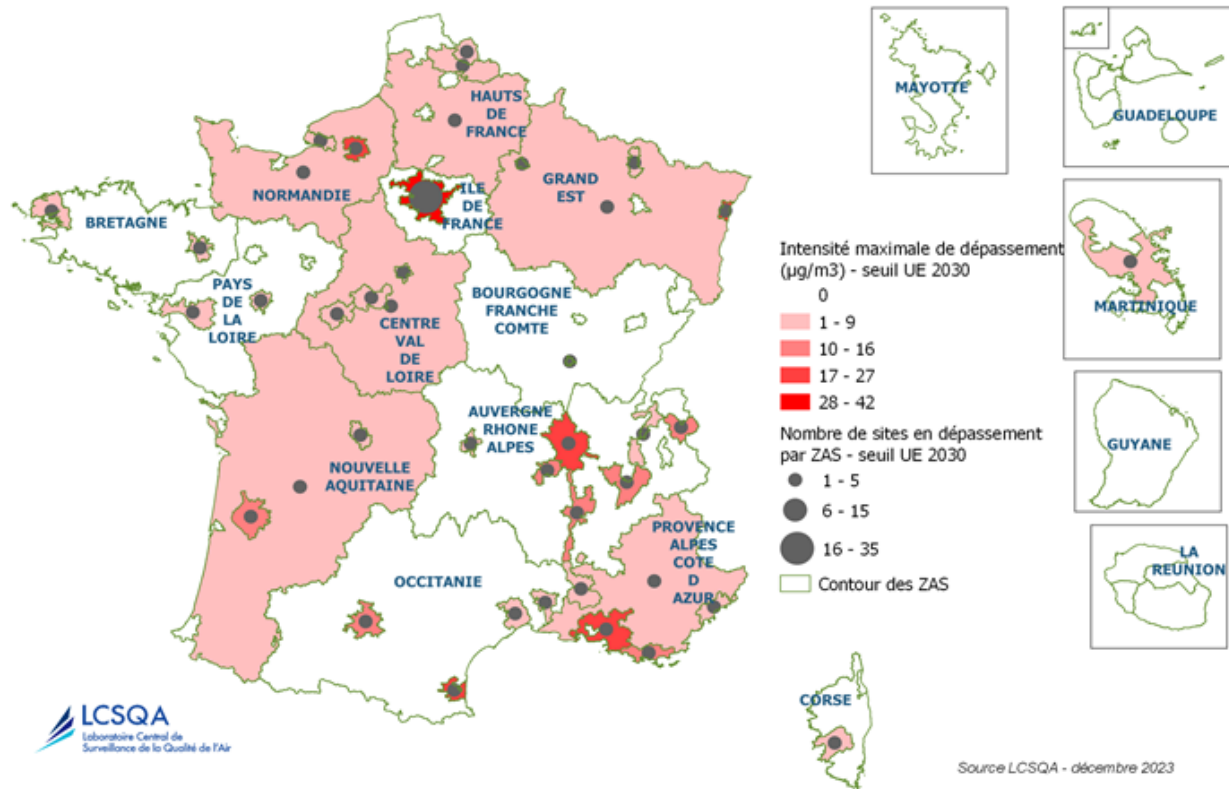 HAUTS
DE
FRANCE
NORMANDIE
ILE
DE
FRANCE
GRAND
EST
BRETAGNE
PAYS
DE
LA
LOIRE
CENTRE
VAL
DE
LOIRE
BOURGOGNE
FRANCHE
COMTE
AUVERGNE
RHONE
ALPES
NOUVELLE
AQUITAINE
OCCITANIE
PROVENCE
ALPES
COTE
D
AZUR
CORSE
MAYOTTE
GUADELOUPE
MARTINIQUE
GUYANE
LA
REUNION
Intensité maximale de dépassement
(µg/m3) - seuil UE 2030
0
1 - 9
10 - 16
17 - 27
28 - 42
Nombre de sites en dépassement
par ZAS - seuil UE 2030
1 - 5
6 - 15
16 - 35
Contour des ZAS
LCSQA
Laboratoire Central de
Surveillance de la Qualité de l'Air
Source LCSQA - décembre 2023